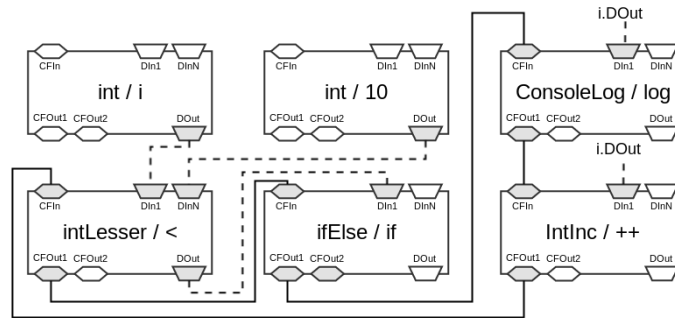 i.DOut
CFIn DIn1 DInN
int / i
CFOut1 CFOut2 DOut
CFIn DIn1 DInN
int / 10
CFOut1 CFOut2 DOut
CFIn DIn1 DInN
ConsoleLog / log
CFOut1 DOut
CFIn DIn1 DInN
intLesser / <
CFOut1 CFOut2 DOut
CFIn DIn1 DInN
ifElse / if
CFOut1 CFOut2 DOut
i.DOut
CFIn DIn1 DInN
IntInc / ++
CFOut1 CFOut2 DOut